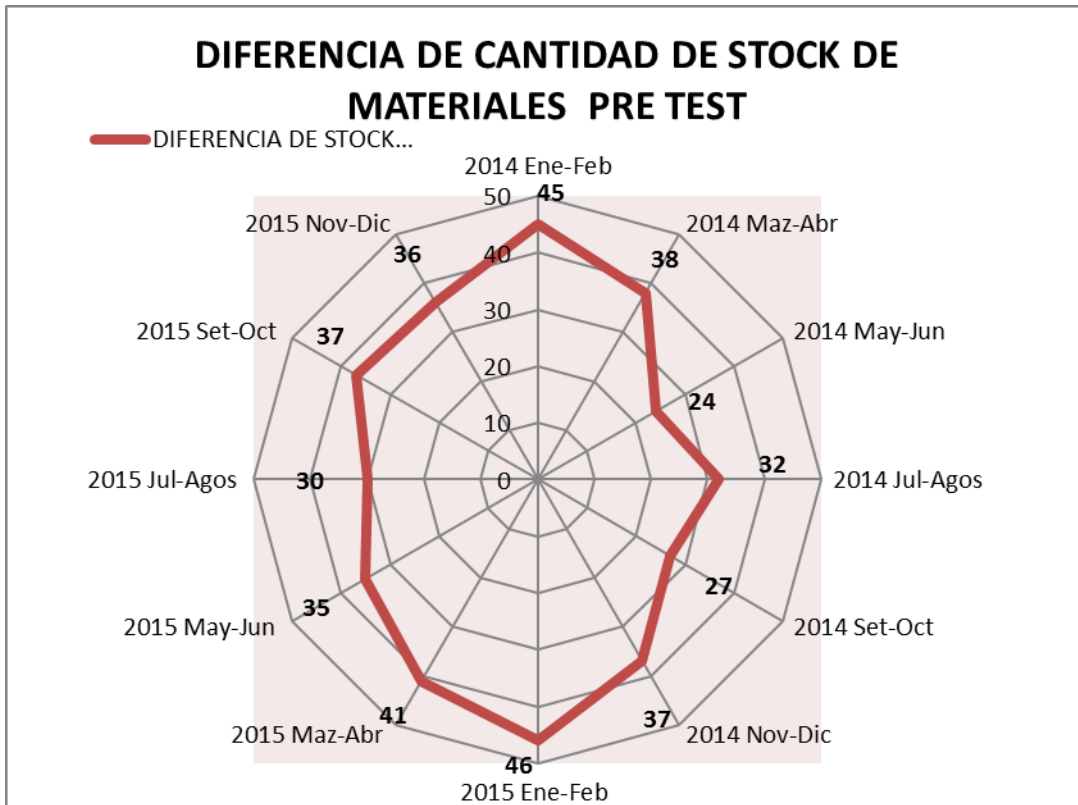 DIFERENCIA DE CANTIDAD DE STOCK DE
MATERIALES PRE TEST
DIFERENCIA DE STOCK...
2014 Ene-Feb
45
2014 Maz-Abr
38
2014 May-Jun
24
2014 Jul-Agos
32
2014 Set-Oct
27
2014 Nov-Dic
37
2015 Ene-Feb
46
2015 Maz-Abr
41
2015 May-Jun
35
2015 Jul-Agos
30
2015 Set-Oct
37
2015 Nov-Dic
36
50
40
30
20
10
0